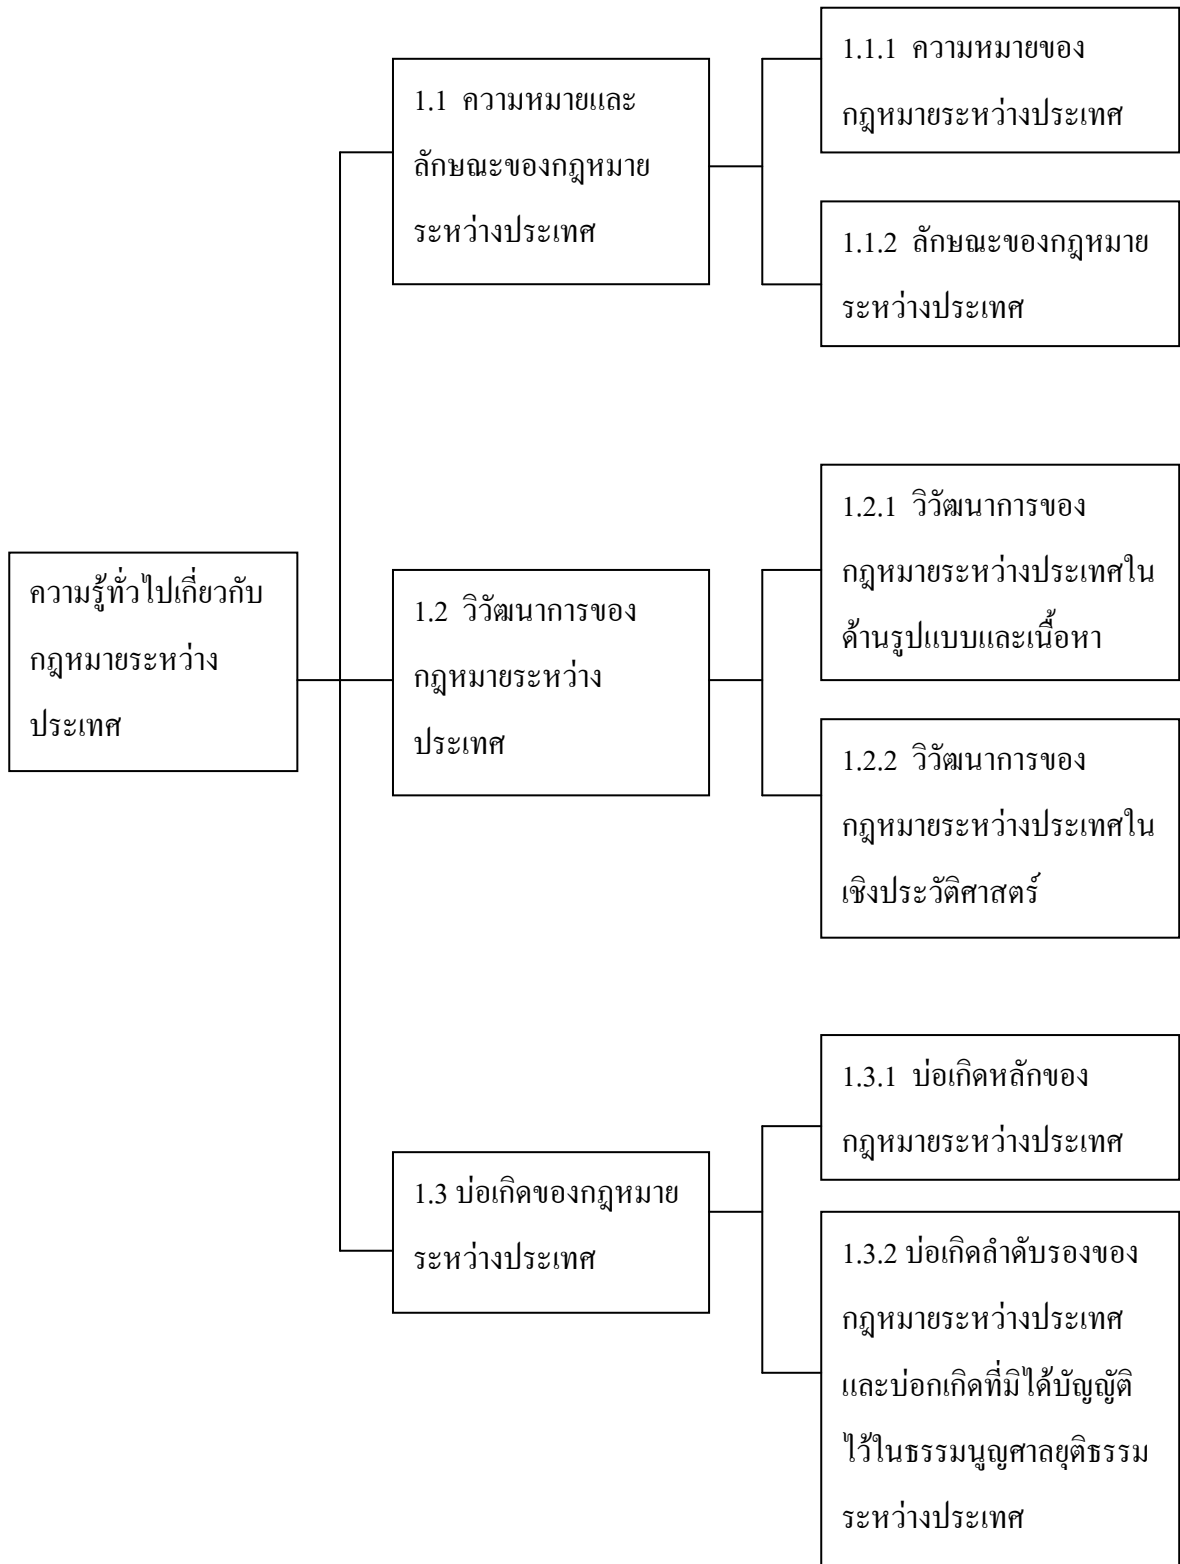 ความรู้ทั่วไปเกี่ยวกับ
กฎหมายระหว่าง
ประเทศ
1.1 ความหมายและ
ลักษณะของกฎหมาย
ระหว่างประเทศ
1.1.1 ความหมายของ
กฎหมายระหว่างประเทศ
1.1.2 ลักษณะของกฎหมาย
ระหว่างประเทศ
1.2 วิวัฒนาการของ
กฎหมายระหว่าง
ประเทศ
1.2.1 วิวัฒนาการของ
กฎหมายระหว่างประเทศใน
ด้านรูปแบบและเนื้อหา
1.2.2 วิวัฒนาการของ
กฎหมายระหว่างประเทศใน
เชิงประวัติศาสตร์
1.3 บ่อเกิดของกฎหมาย
ระหว่างประเทศ
1.3.1 บ่อเกิดหลักของ
กฎหมายระหว่างประเทศ
1.3.2 บ่อเกิดลำดับรองของ
กฎหมายระหว่างประเทศ
และบ่อกเกิดที่มิได้บัญญัติ
ไว้ในธรรมนูญศาลยุติธรรม
ระหว่างประเทศ